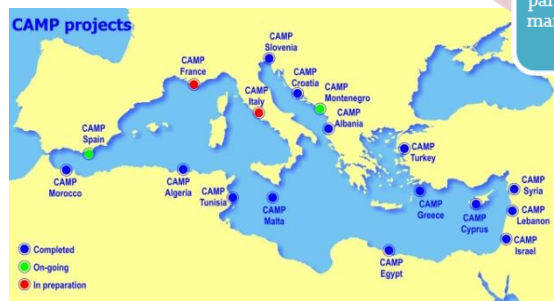 CAMP projects
par
mar
CAMP
Slovenia
CAMP
France
CAMP
Croatia
CAMP
Italy
CAMP
Montenegro
CAMP
Albania
CAMP
Spain
CAMP
Turkey
CAMP
Morocco
CAMP
Algeria
CAMP
Tunisia
CAMP
Malta
CAMP
Greece
CAMP
Cyprus
CAMP
Syria
CAMP
Lebanon
CAMP
Israel
CAMP
Egypt
Completed
On-going
In preparation